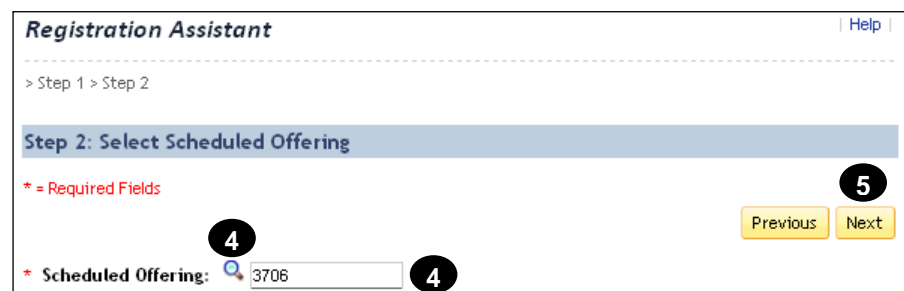 Registration Assistant | Help |
> Step 1 > Step 2
Step 2: Select Scheduled Offering
* = Required Fields
5
Previous Next
4
* Scheduled Offering: 3706 4